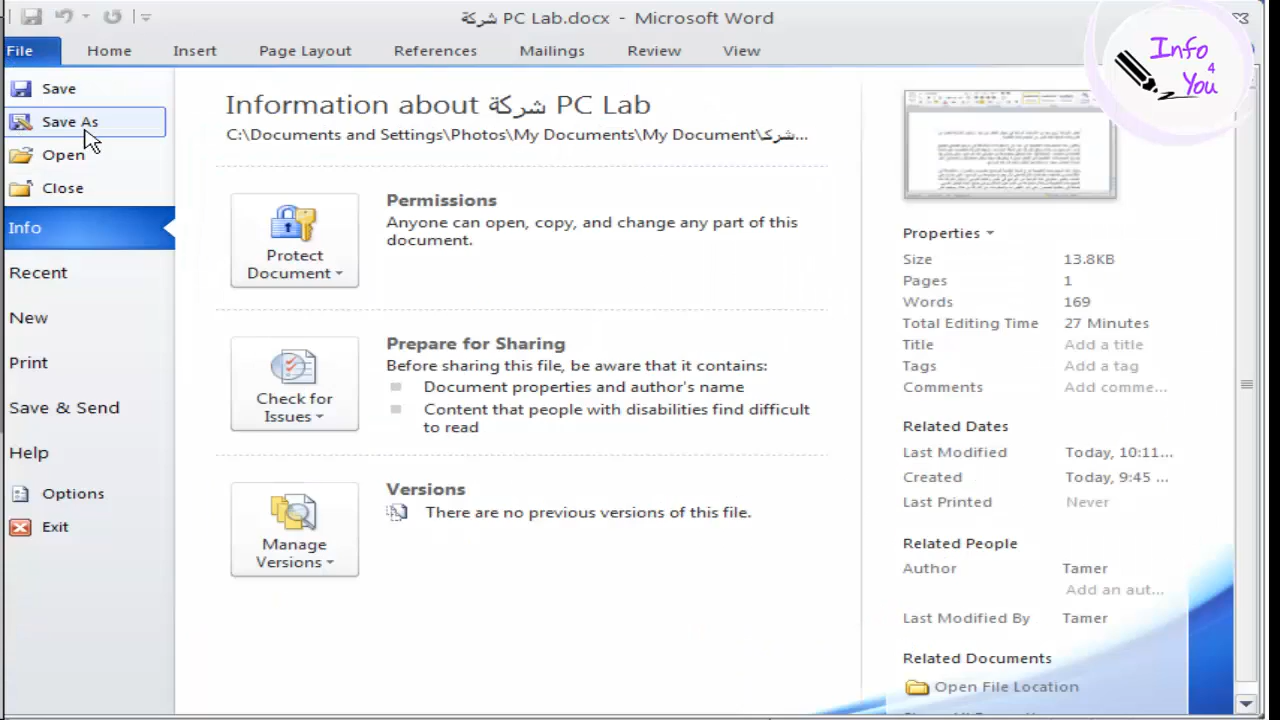 شركة PC Lab.docx - Microsoft Word
File Home Insert Page Layout References Mailings Review View
Info
4
You
Save
Save As
Open
Close
Info
Recent
New
Print
Save & Send
Help
Options
Exit
Information about شركة PC Lab
C:\Documents and Settings\Photos\My Documents\My Document\شرك...
Protect
Document
Permissions
Anyone can open, copy, and change any part of this
document.
Check for
Issues
Prepare for Sharing
Before sharing this file, be aware that it contains:
Document properties and author's name
Content that people with disabilities find difficult
to read
Manage
Versions
Versions
There are no previous versions of this file.
Properties
Size 13.8KB
Pages 1
Words 169
Total Editing Time 27 Minutes
Title Add a title
Tags Add a tag
Comments Add comme...
Related Dates
Last Modified Today, 10:11...
Created Today, 9:45 ...
Last Printed Never
Related People
Author Tamer
Add an aut...
Last Modified By Tamer
Related Documents
Open File Location